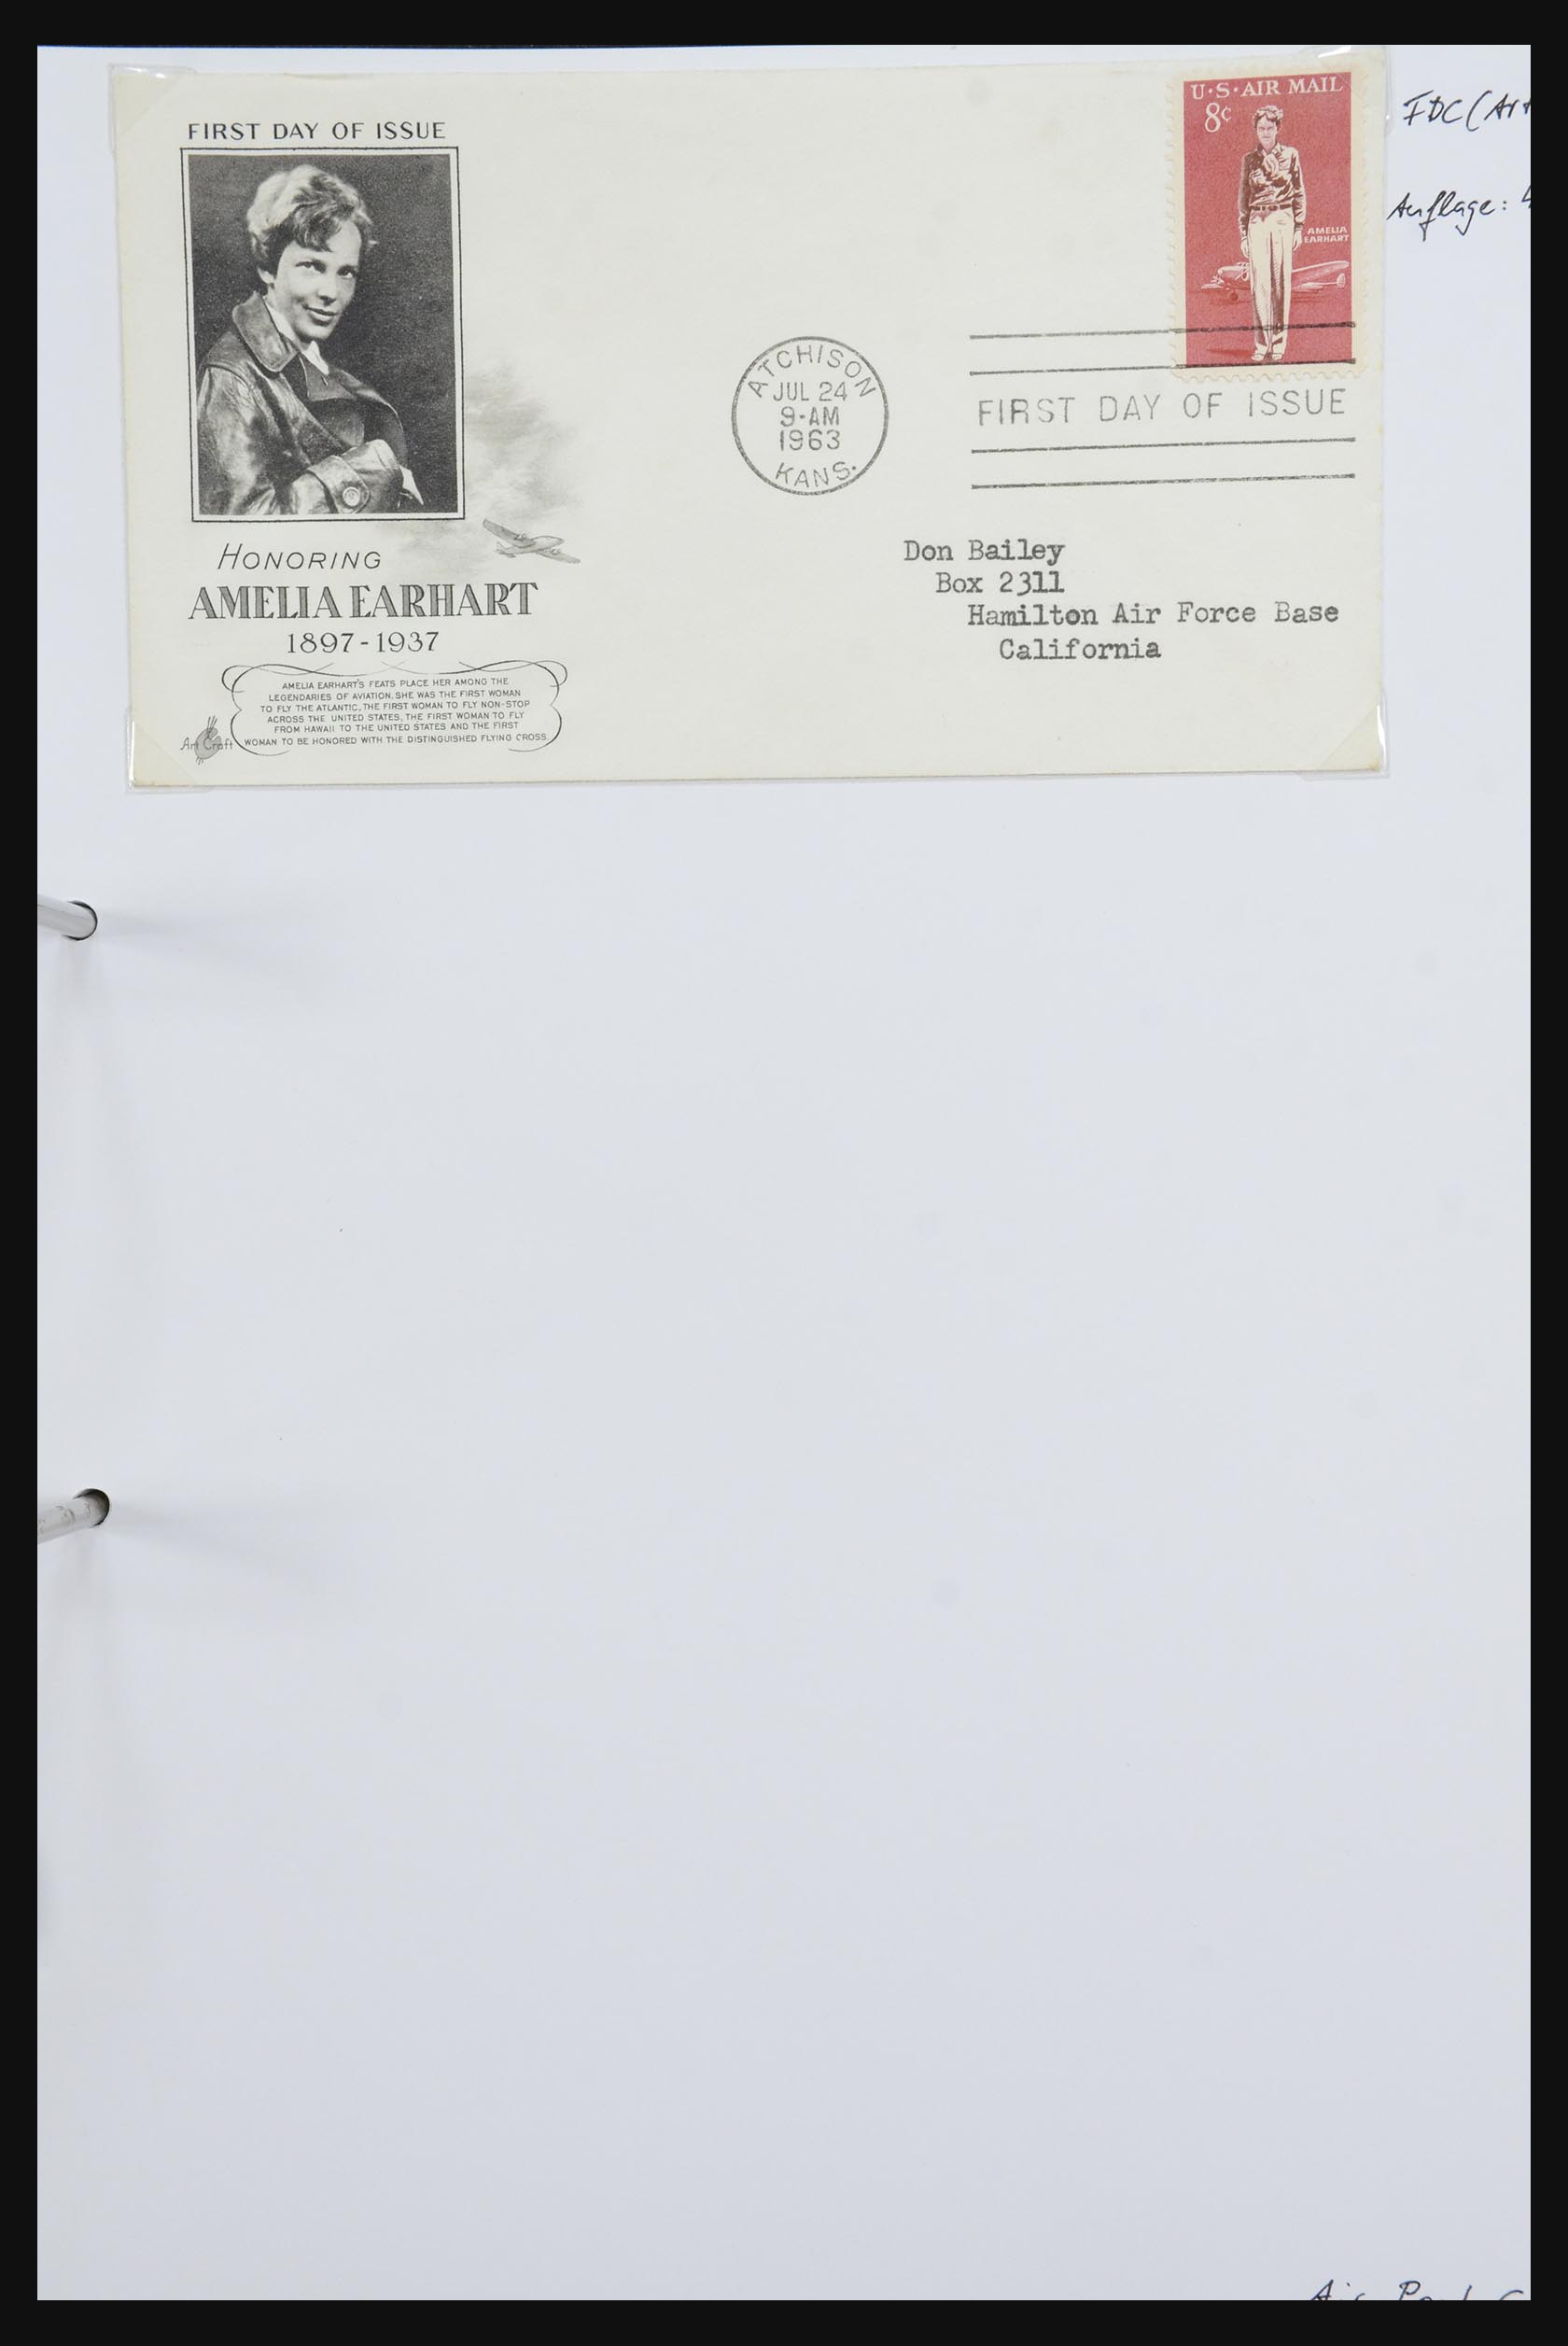 FIRST DAY OF ISSUE
U·S·AIR MAIL
8¢
AMELIA
EARHART
FDC (Art
Auflage: 4
ATCHISON
JUL 24
9-AM
1963
KANS.
FIRST DAY OF ISSUE
HONORING
AMELIA EARHART
1897-1937
AMELIA EARHART'S FEATS PLACE HER AMONG THE
LEGENDARIES OF AVIATION. SHE WAS THE FIRST WOMAN
TO FLY THE ATLANTIC, THE FIRST WOMAN TO FLY NON-STOP
ACROSS THE UNITED STATES, THE FIRST WOMAN TO FLY
FROM HAWAII TO THE UNITED STATES AND THE FIRST
WOMAN TO BE HONORED WITH THE DISTINGUISHED FLYING CROSS.
Art Craft
Don Bailey
Box 2311
Hamilton Air Force Base
California